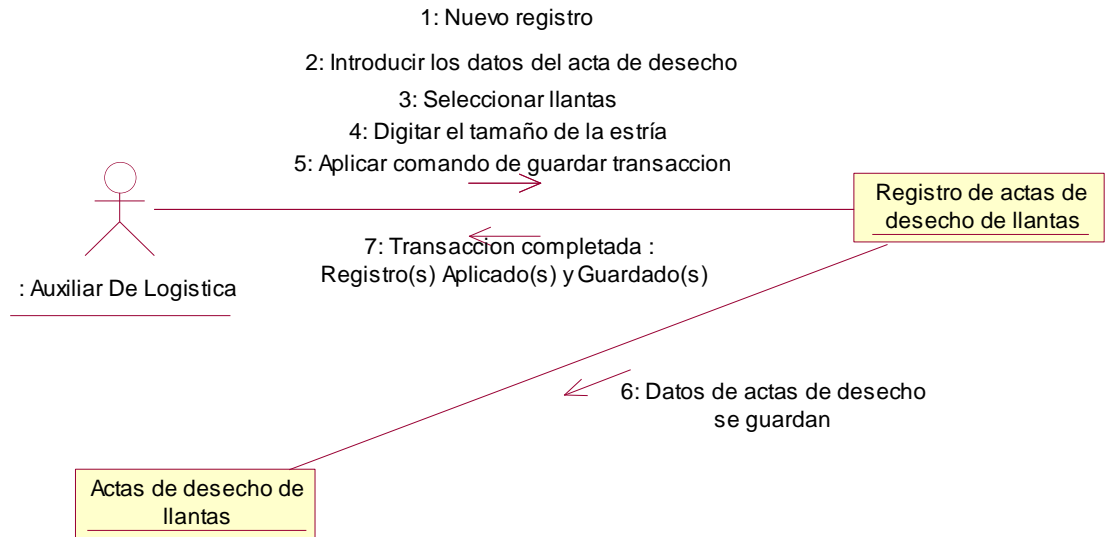 1: Nuevo registro
2: Introducir los datos del acta de desecho
3: Seleccionar llantas
4: Digitar el tamaño de la estría
5: Aplicar comando de guardar transaccion
Registro de actas de
desecho de llantas
7: Transaccion completada :
Registro(s) Aplicado(s) y Guardado(s)
: Auxiliar De Logistica
6: Datos de actas de desecho
se guardan
Actas de desecho de
llantas